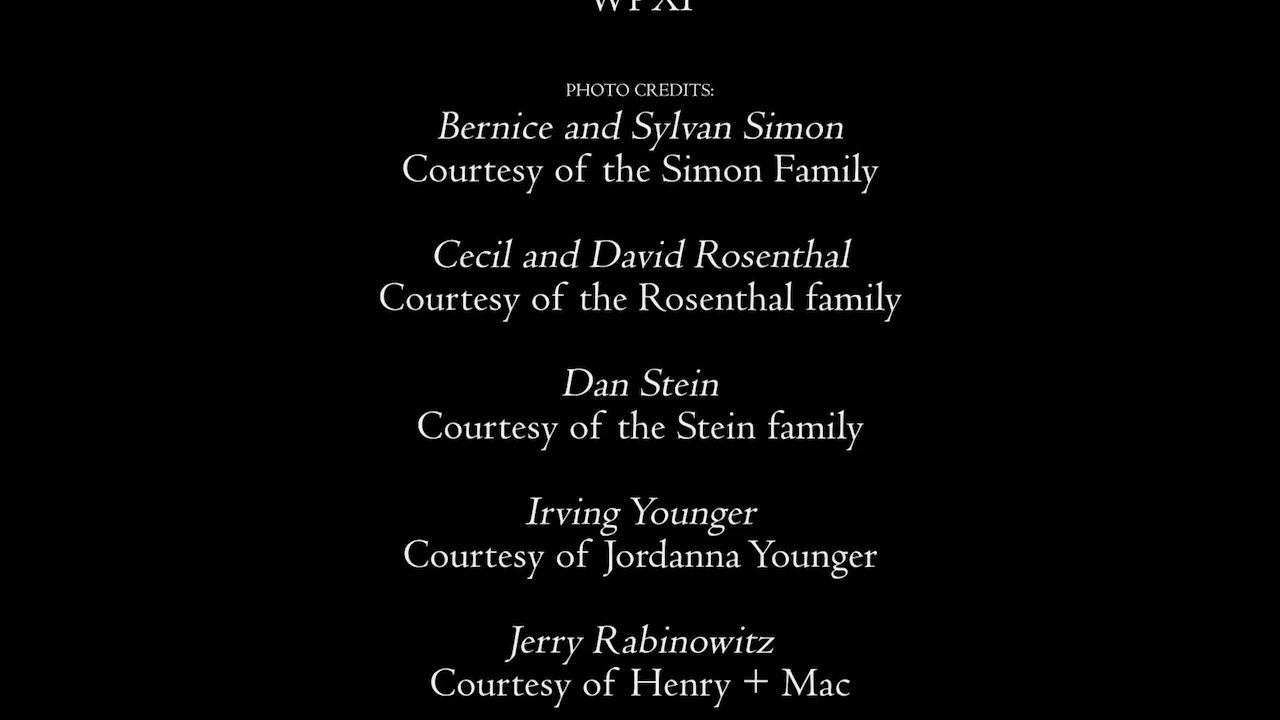 WPXI
PHOTO CREDITS:
Bernice and Sylvan Simon
Courtesy of the Simon Family
Cecil and David Rosenthal
Courtesy of the Rosenthal family
Dan Stein
Courtesy of the Stein family
Irving Younger
Courtesy of Jordanna Younger
Jerry Rabinowitz
Courtesy of Henry + Mac